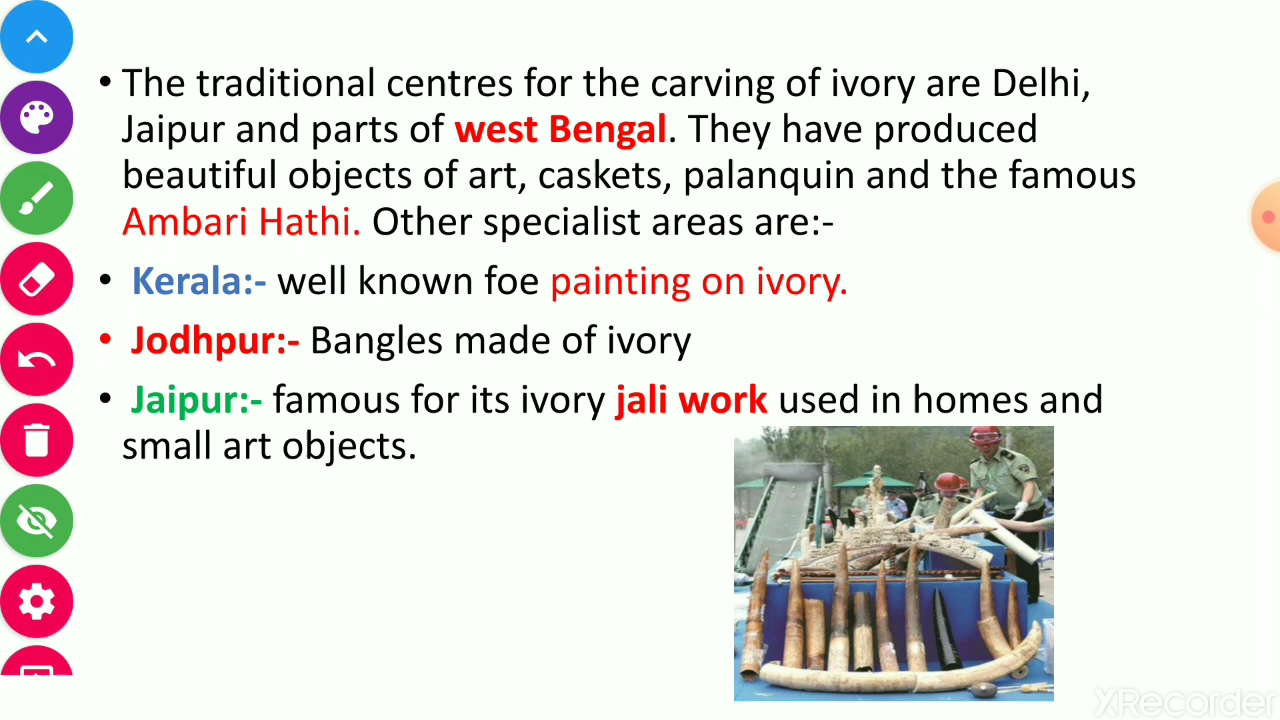 • The traditional centres for the carving of ivory are Delhi,
Jaipur and parts of west Bengal. They have produced
beautiful objects of art, caskets, palanquin and the famous
Ambari Hathi. Other specialist areas are:-
• Kerala:- well known foe painting on ivory.
• Jodhpur:- Bangles made of ivory
• Jaipur:- famous for its ivory jali work used in homes and
small art objects.
XRecorder